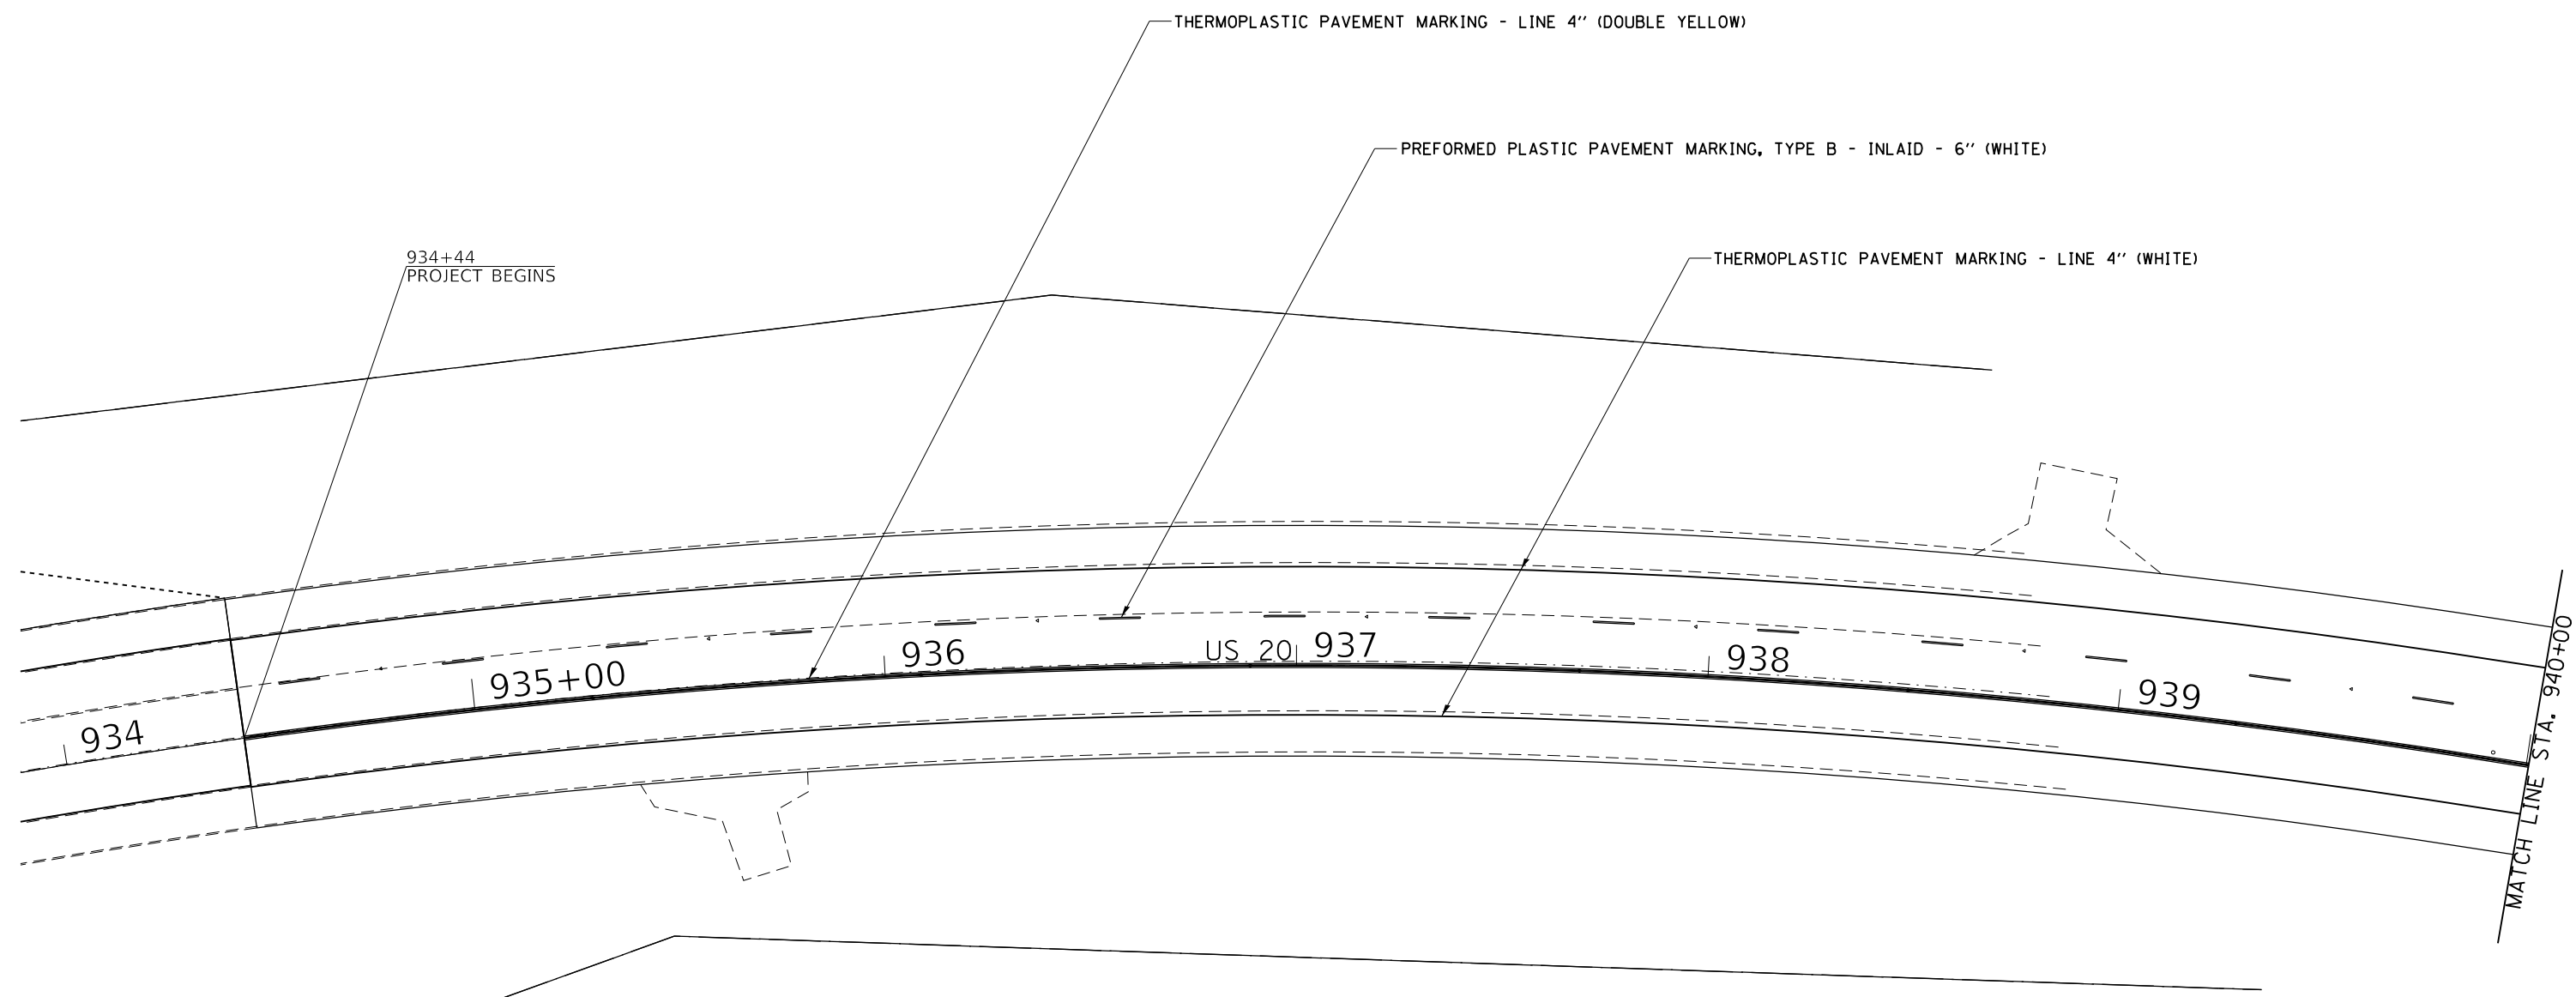 THERMOPLASTIC PAVEMENT MARKING - LINE 4'' (DOUBLE YELLOW)
PREFORMED PLASTIC PAVEMENT MARKING, TYPE B - INLAID - 6'' (WHITE)
934+44
PROJECT BEGINS
THERMOPLASTIC PAVEMENT MARKING - LINE 4'' (WHITE)
934
935+00
936
US 20
937
938
939
MATCH LINE STA. 940+00